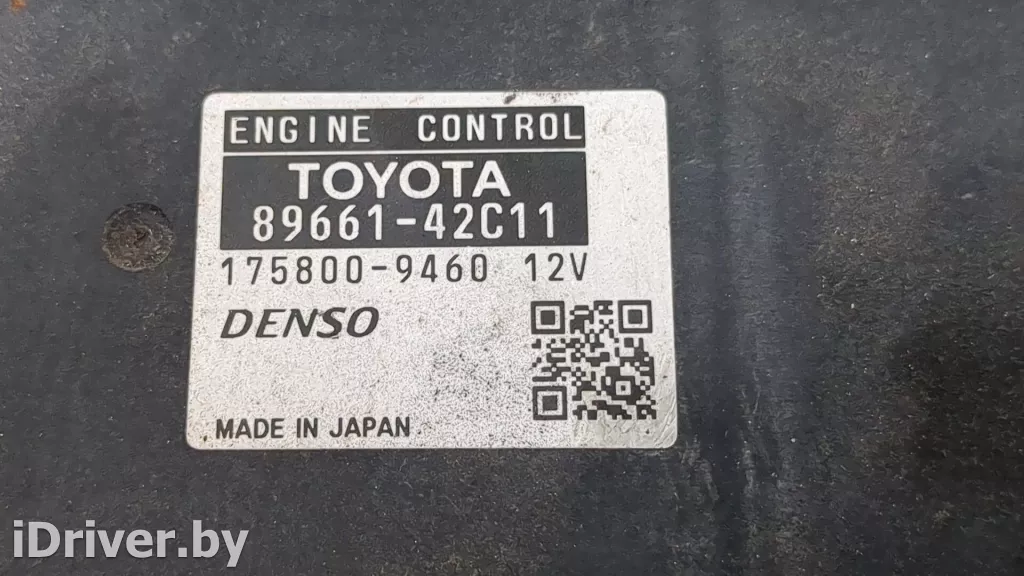 ENGINE CONTROL
TOYOTA
89661-42C11
175800-9460 12V
DENSO
MADE IN JAPAN
iDriver.by